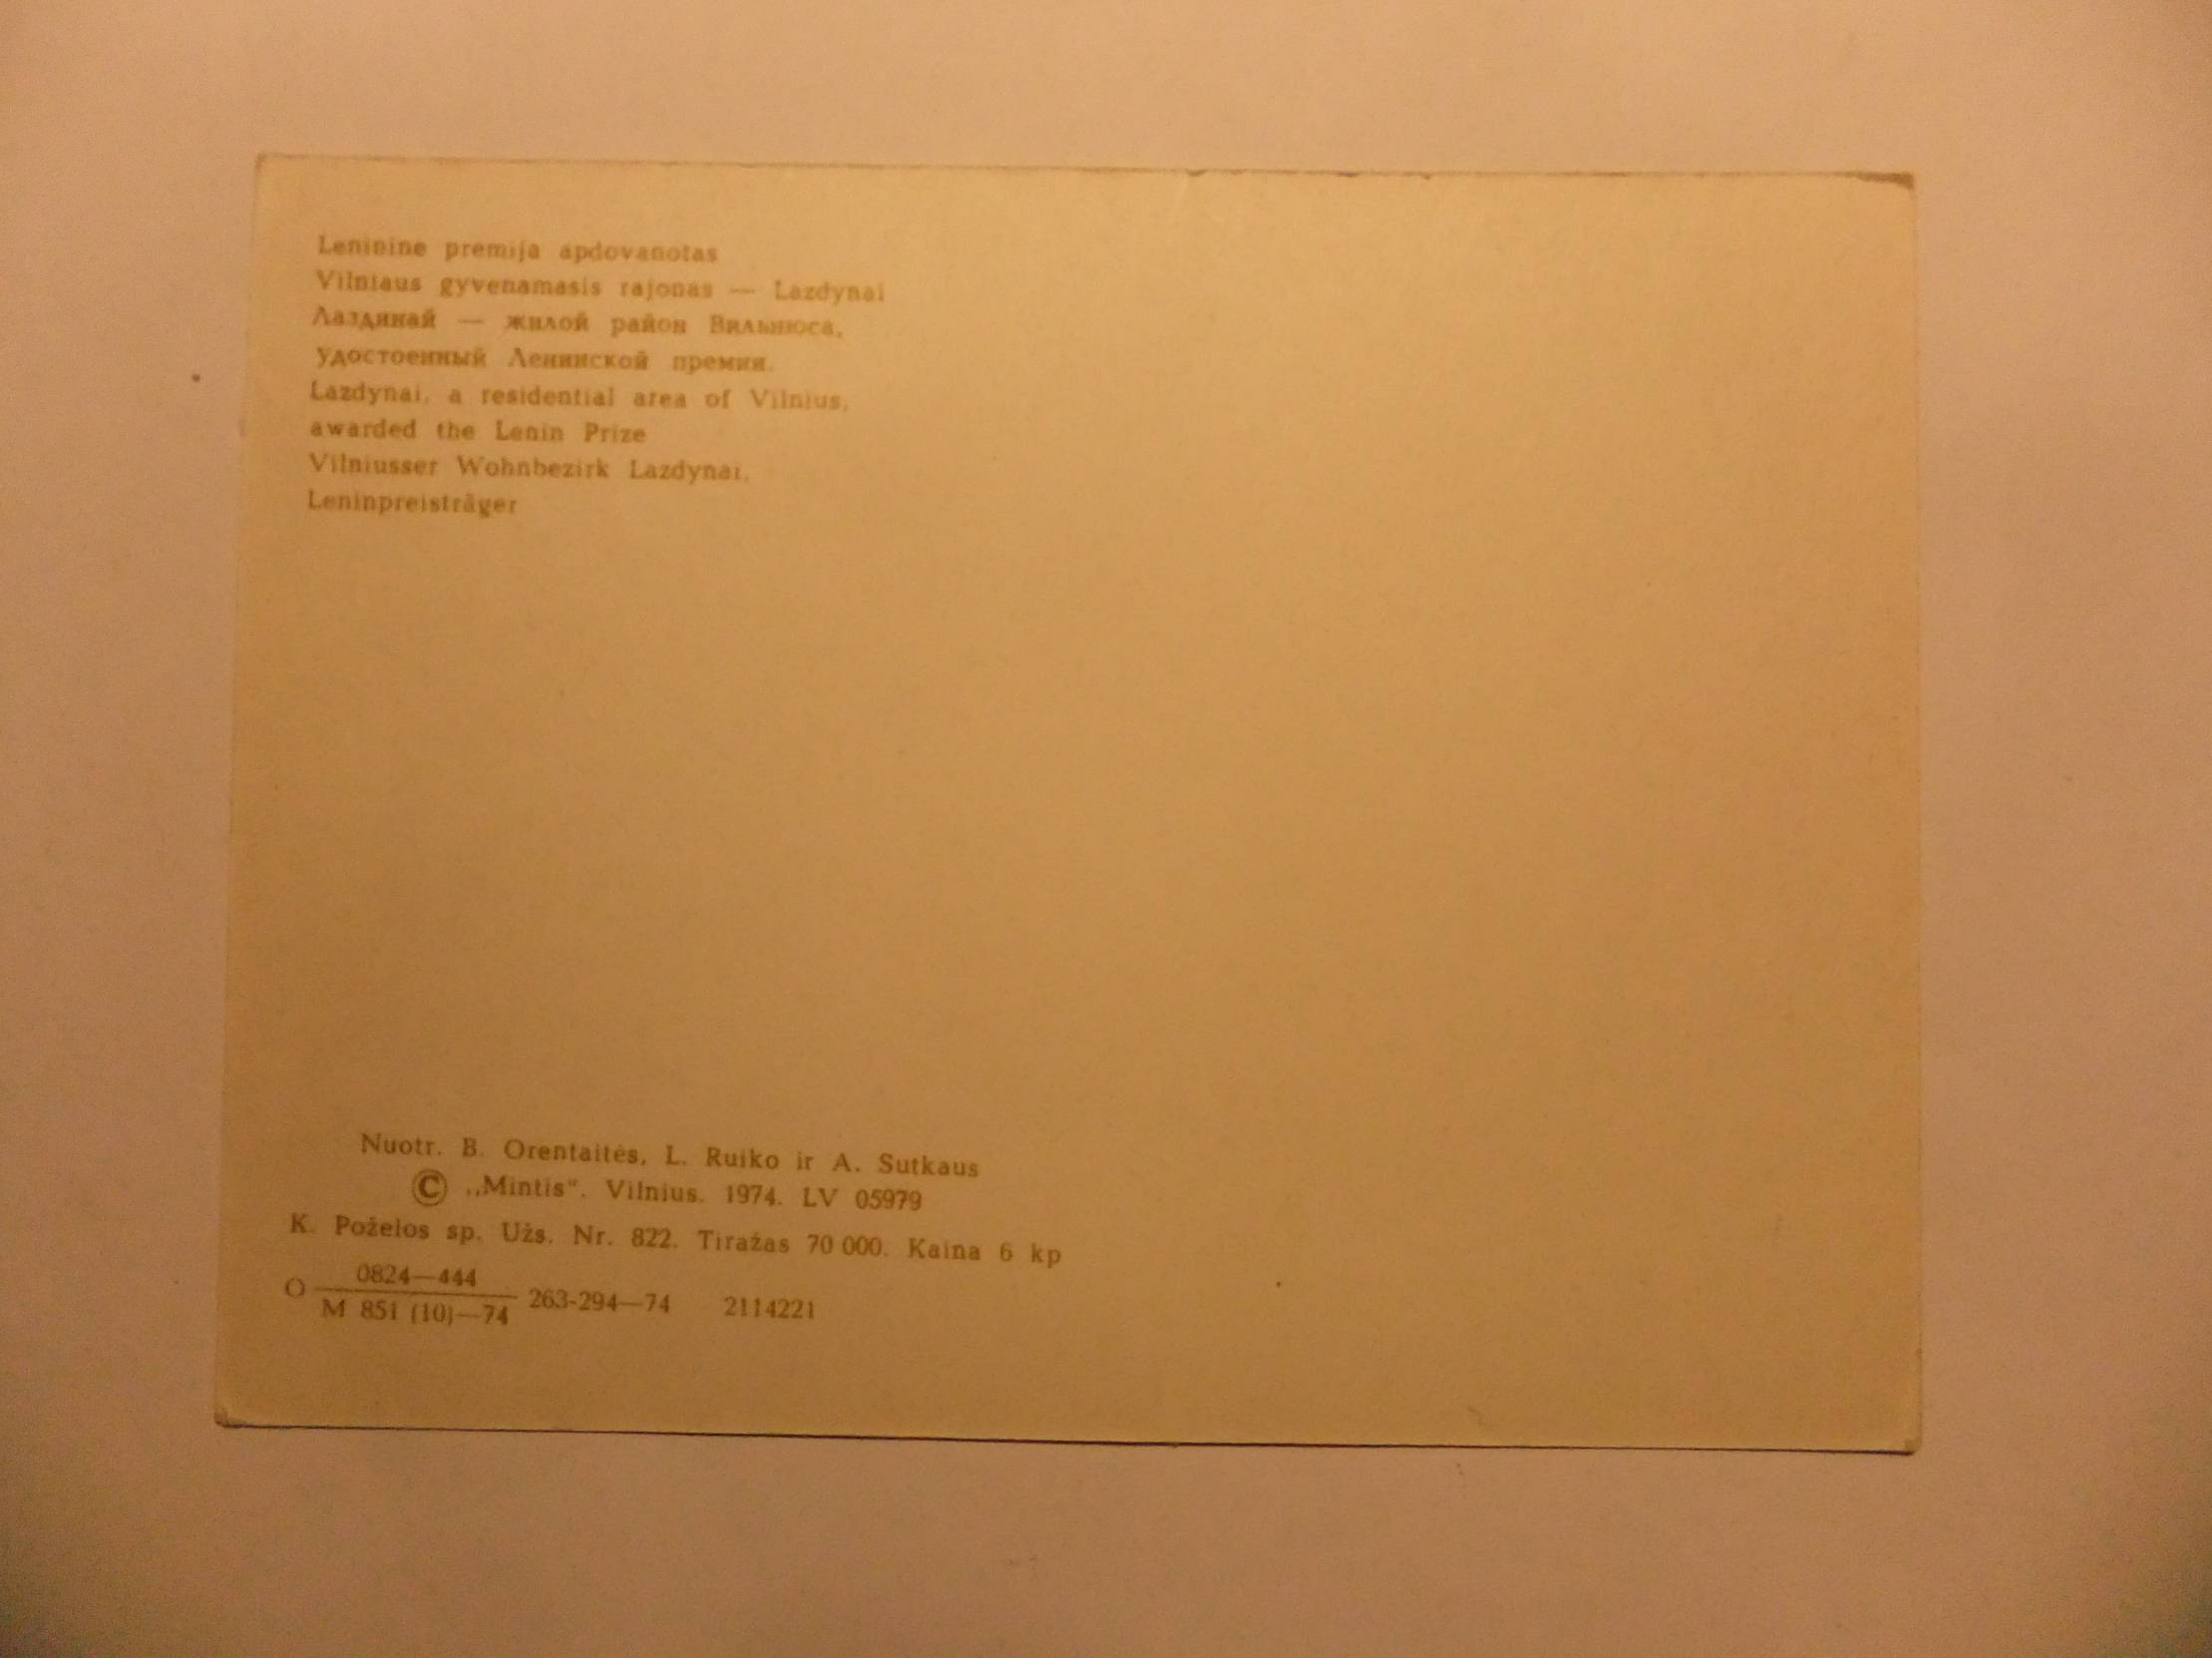 Leninine premija apdovanotas
Vilniaus gyvenamasis rajonas — Lazdynai
Лаздинай — жилой район Вильнюса,
удостоенный Ленинской премии.
Lazdynai, a residential area of Vilnius,
awarded the Lenin Prize
Vilniusser Wohnbezirk Lazdynai,
Leninpreisträger
Nuotr. B. Orentaitės, L. Ruiko ir A. Sutkaus
© „Mintis“. Vilnius. 1974. LV 05979
K. Poželos sp. Užs. Nr. 822. Tiražas 70 000. Kaina 6 kp
0824—444
O M 851 (10)—74 263-294—74 2114221